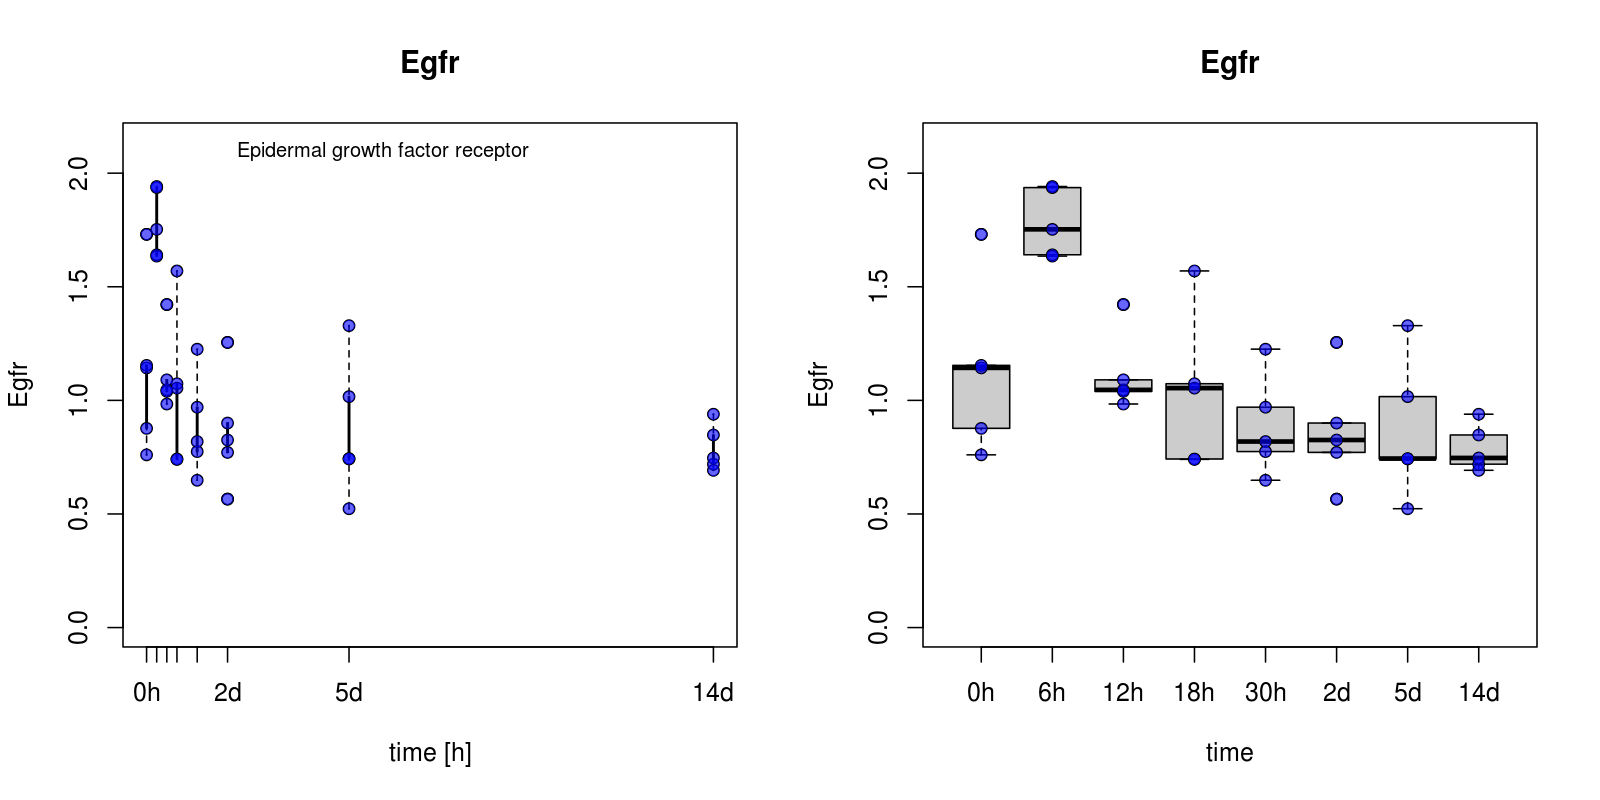 Egfr
Epidermal growth factor receptor
Egfr
2.0
1.5
1.0
0.5
0.0
0h 2d 5d 14d
time [h]
Egfr
Egfr
2.0
1.5
1.0
0.5
0.0
0h 6h 12h 18h 30h 2d 5d 14d
time